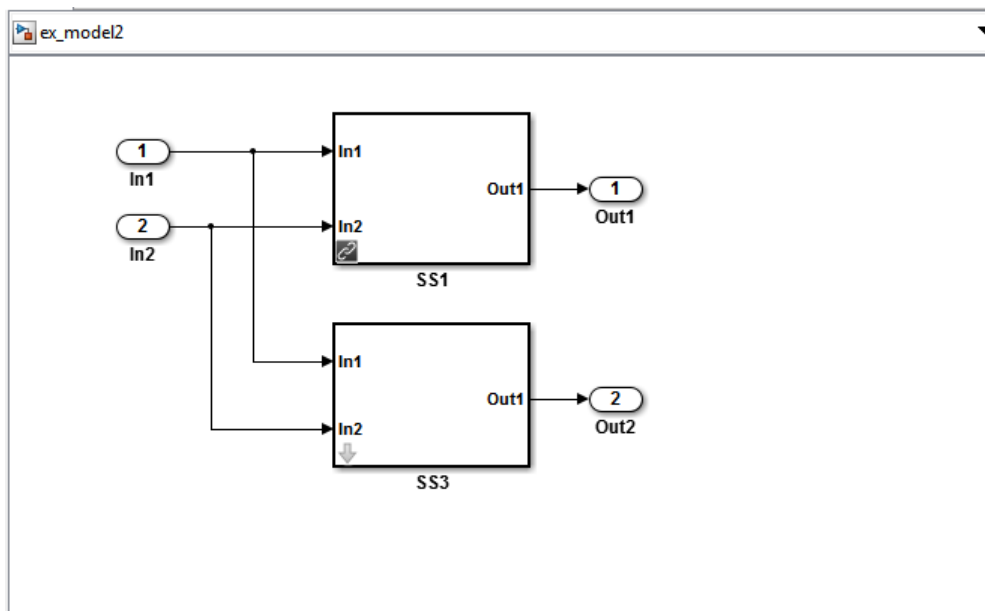 ex_model2
1
In1
2
In2
In1
In2
Out1
SS1
1
Out1
In1
In2
Out1
SS3
2
Out2